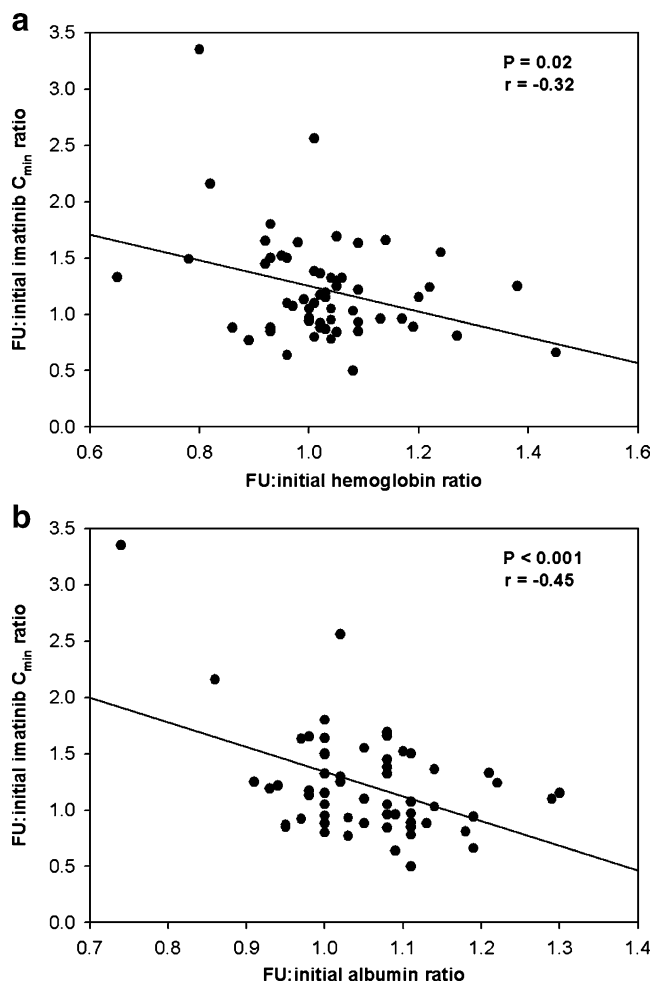 a
3.5
3.0
2.5
2.0
1.5
1.0
0.5
0.0
FU:initial imatinib Cmin ratio
P = 0.02
r = -0.32
0.6 0.8 1.0 1.2 1.4 1.6
FU:initial hemoglobin ratio
b
3.5
3.0
2.5
2.0
1.5
1.0
0.5
0.0
FU:initial imatinib Cmin ratio
P < 0.001
r = -0.45
0.7 0.8 0.9 1.0 1.1 1.2 1.3 1.4
FU:initial albumin ratio